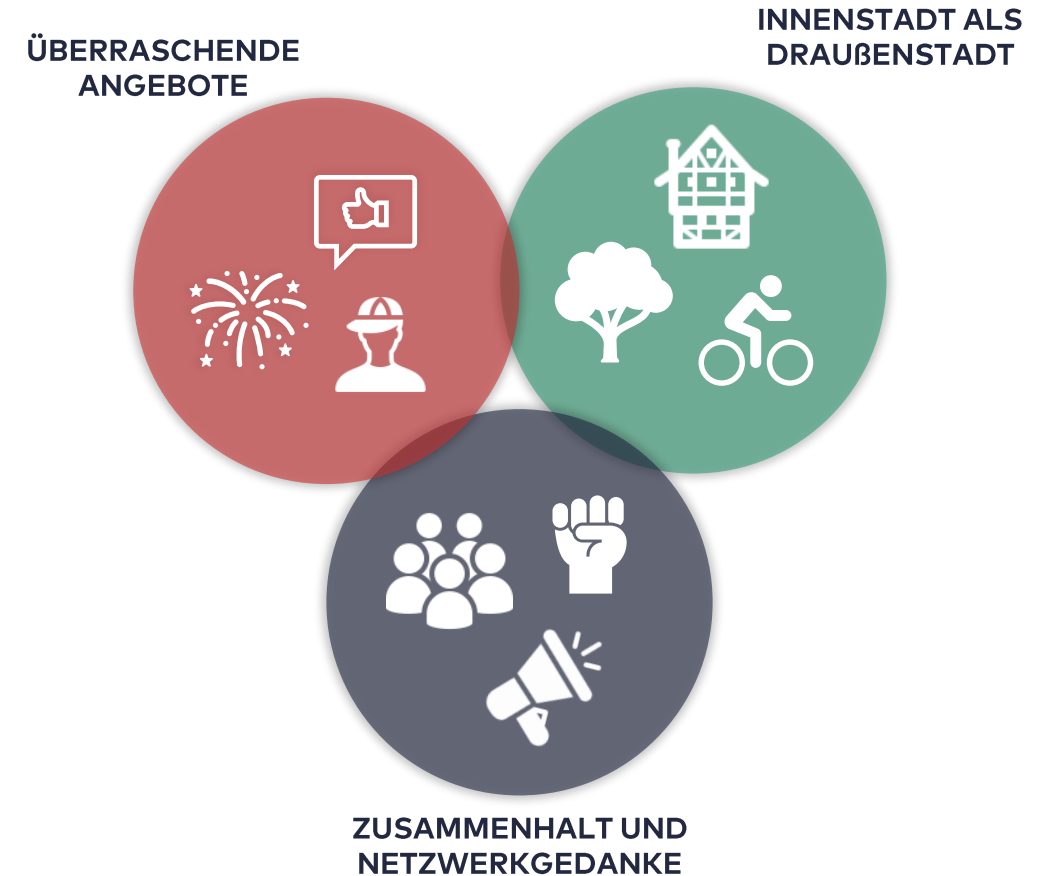 ÜBERRASCHENDE
ANGEBOTE
INNENSTADT ALS
DRAUßENSTADT
ZUSAMMENHALT UND
NETZWERKGEDANKE